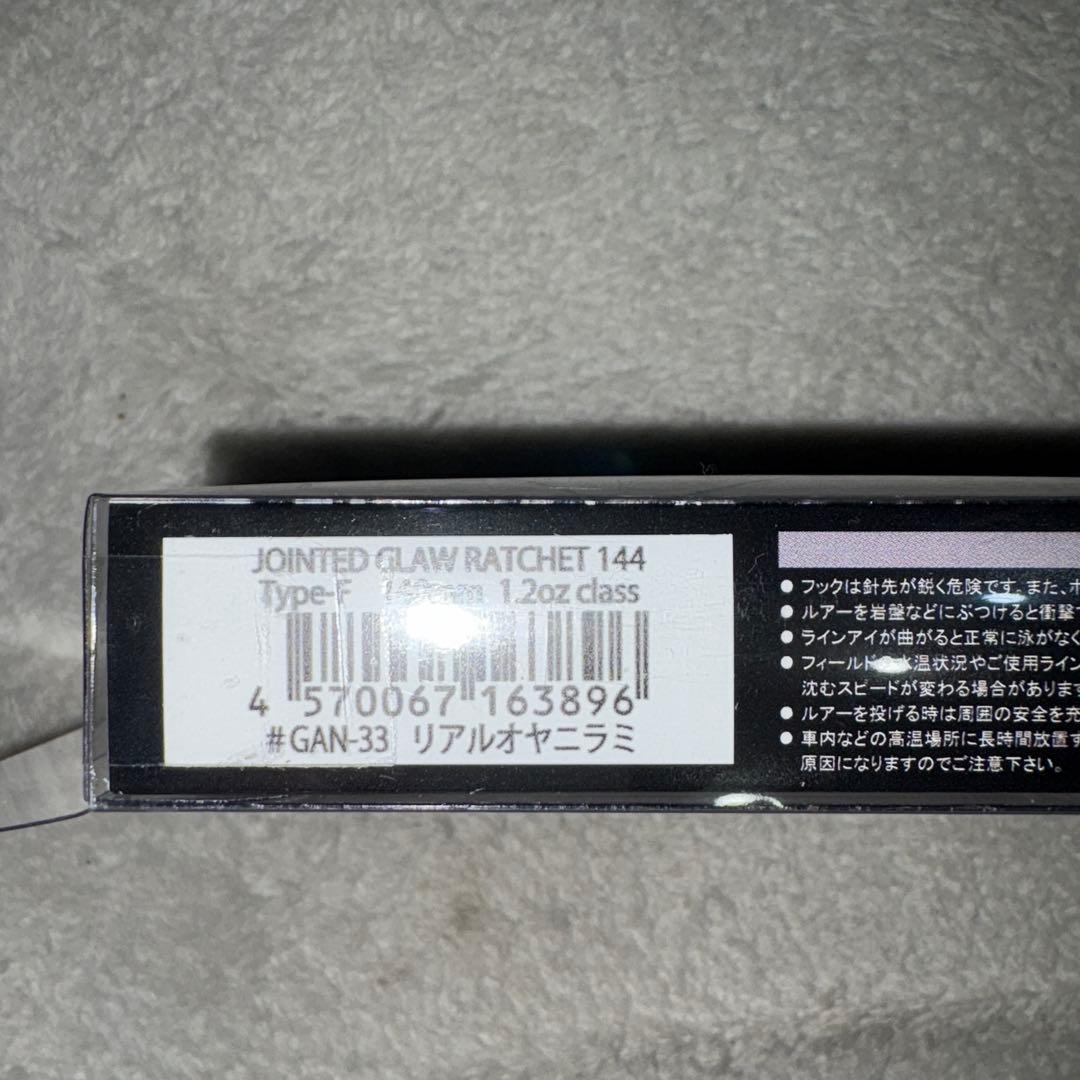 JOINTED CLAW RATCHET 144
Type-F 1.2oz class
4 570067 163896
#GAN-33 リアルオヤニラミ
● フックは針先が鋭く危険です。また、ボ
● ルアーを岩盤などにぶつけると衝撃で
● ラインアイが曲がると正常に泳がなく
● フィールドの水温状況やご使用ライン
沈むスピードが変わる場合があります
● ルアーを投げる時は周囲の安全を充
● 車内などの高温場所に長時間放置す
原因になりますのでご注意下さい。